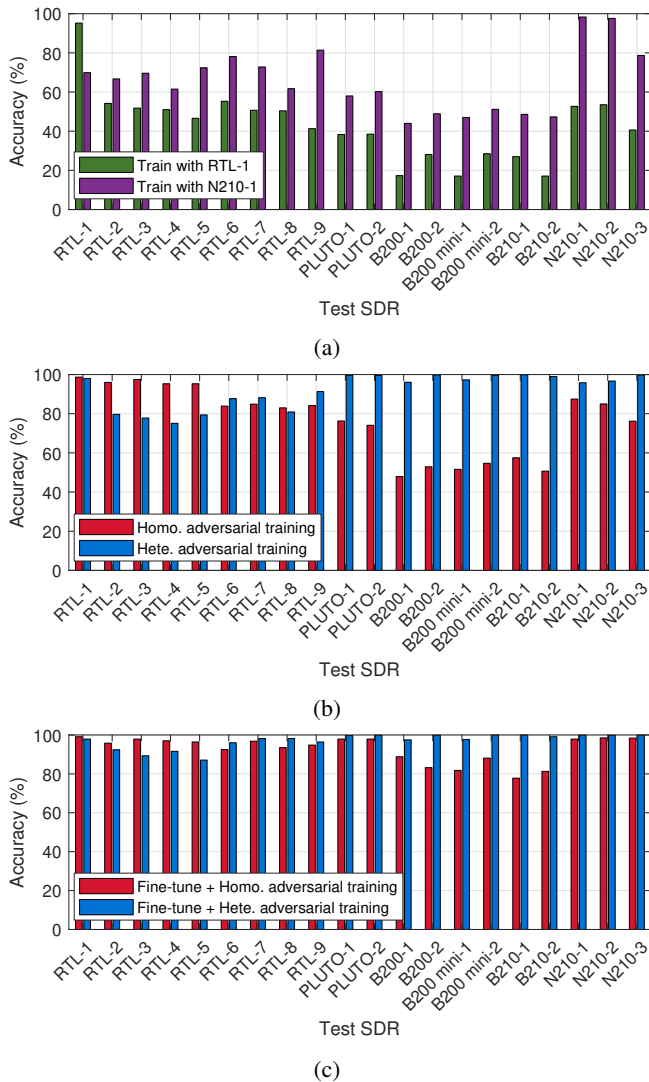 100
80
60
40
20
0
Accuracy (%)
Train with RTL-1
Train with N210-1
RTL-1
RTL-2
RTL-3
RTL-4
RTL-5
RTL-6
RTL-7
RTL-8
RTL-9
PLUTO-1
PLUTO-2
B200-1
B200-2
B200 mini-1
B200 mini-2
B210-1
B210-2
N210-1
N210-2
N210-3
Test SDR
(a)
100
80
60
40
20
0
Accuracy (%)
Homo. adversarial training
Hete. adversarial training
RTL-1
RTL-2
RTL-3
RTL-4
RTL-5
RTL-6
RTL-7
RTL-8
RTL-9
PLUTO-1
PLUTO-2
B200-1
B200-2
B200 mini-1
B200 mini-2
B210-1
B210-2
N210-1
N210-2
N210-3
Test SDR
(b)
100
80
60
40
20
0
Accuracy (%)
Fine-tune + Homo. adversarial training
Fine-tune + Hete. adversarial training
RTL-1
RTL-2
RTL-3
RTL-4
RTL-5
RTL-6
RTL-7
RTL-8
RTL-9
PLUTO-1
PLUTO-2
B200-1
B200-2
B200 mini-1
B200 mini-2
B210-1
B210-2
N210-1
N210-2
N210-3
Test SDR
(c)